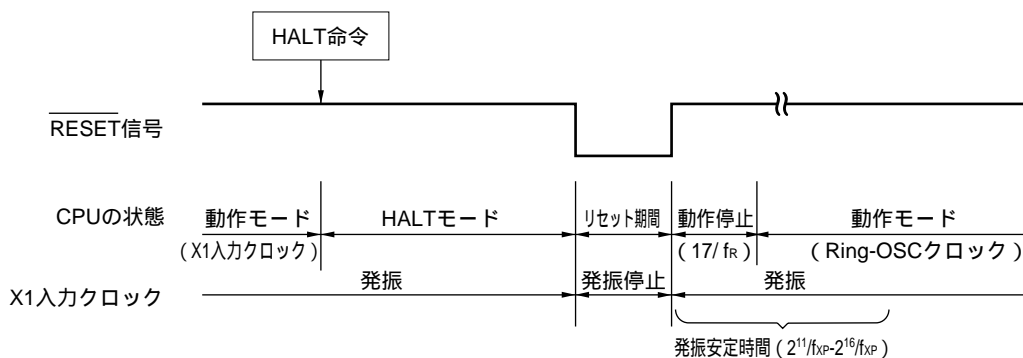 HALT命令
RESET信号
CPUの状態
動作モード
(X1入力クロック)
HALTモード
リセット期間
動作停止
(17/fR)
動作モード
(Ring-OSCクロック)
X1入力クロック
発振
発振停止
発振
発振安定時間(2^11/fXP-2^16/fXP)